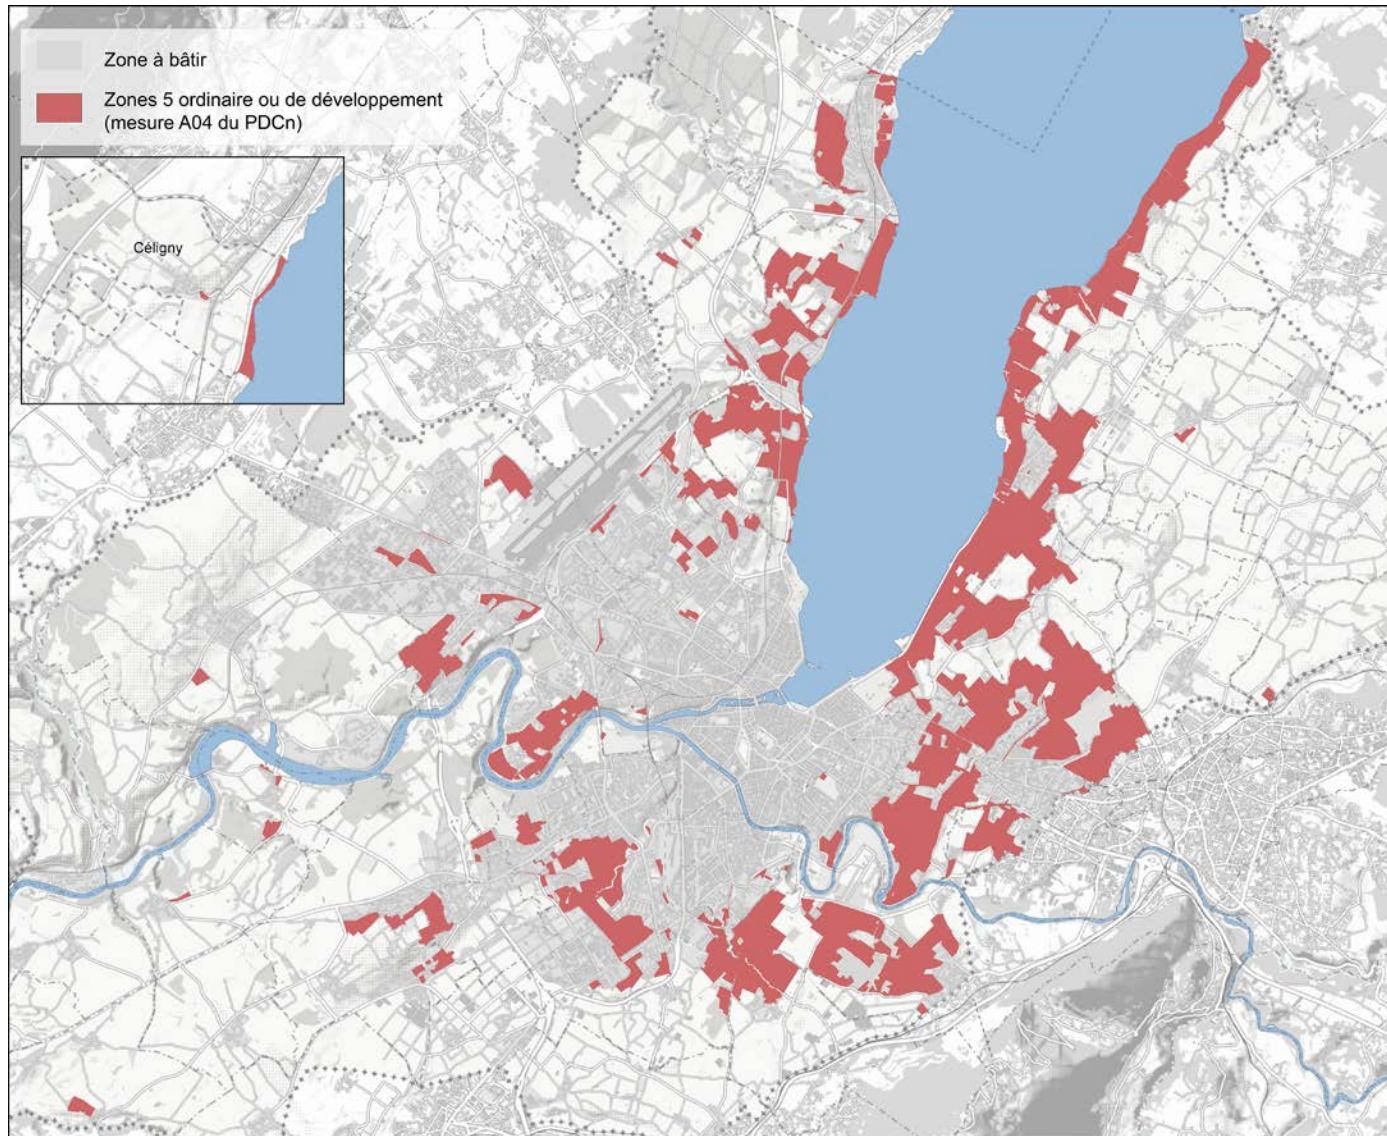 Zone à bâtir
Zones 5 ordinaire ou de développement
(mesure A04 du PDCn)
Céligny